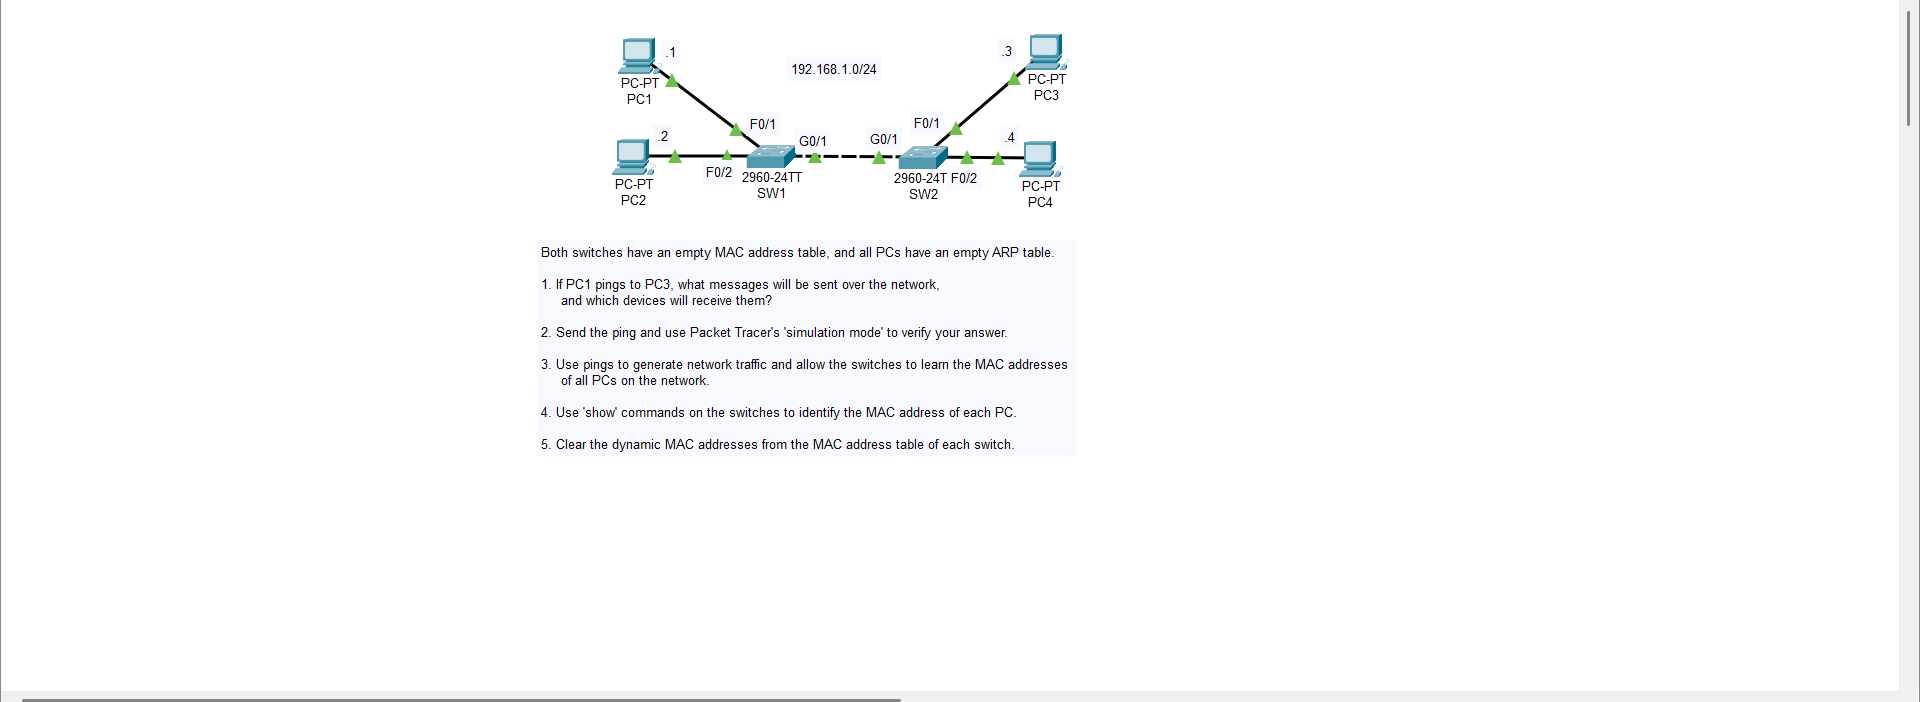 .1
.3
192.168.1.0/24
PC-PT
PC1
PC-PT
PC3
F0/1
F0/1
.2
G0/1
G0/1
.4
F0/2
2960-24TT
SW1
2960-24T
SW2
F0/2
PC-PT
PC2
PC-PT
PC4
Both switches have an empty MAC address table, and all PCs have an empty ARP table.
1. If PC1 pings to PC3, what messages will be sent over the network,
and which devices will receive them?
2. Send the ping and use Packet Tracer's 'simulation mode' to verify your answer.
3. Use pings to generate network traffic and allow the switches to learn the MAC addresses
of all PCs on the network.
4. Use 'show' commands on the switches to identify the MAC address of each PC.
5. Clear the dynamic MAC addresses from the MAC address table of each switch.